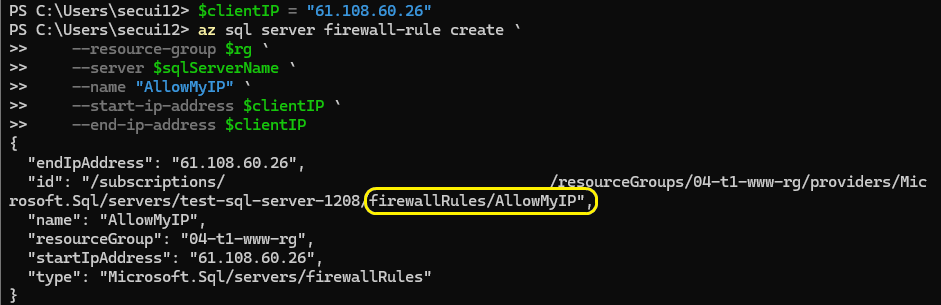 PS C:\Users\secui12> $clientIP = "61.108.60.26"
PS C:\Users\secui12> az sql server firewall-rule create `
>>     --resource-group $rg `
>>     --server $sqlServerName `
>>     --name "AllowMyIP" `
>>     --start-ip-address $clientIP `
>>     --end-ip-address $clientIP
{
  "endIpAddress": "61.108.60.26",
  "id": "/subscriptions/                                    /resourceGroups/04-t1-www-rg/providers/Mic
rosoft.Sql/servers/test-sql-server-1208/firewallRules/AllowMyIP",
  "name": "AllowMyIP",
  "resourceGroup": "04-t1-www-rg",
  "startIpAddress": "61.108.60.26",
  "type": "Microsoft.Sql/servers/firewallRules"
}